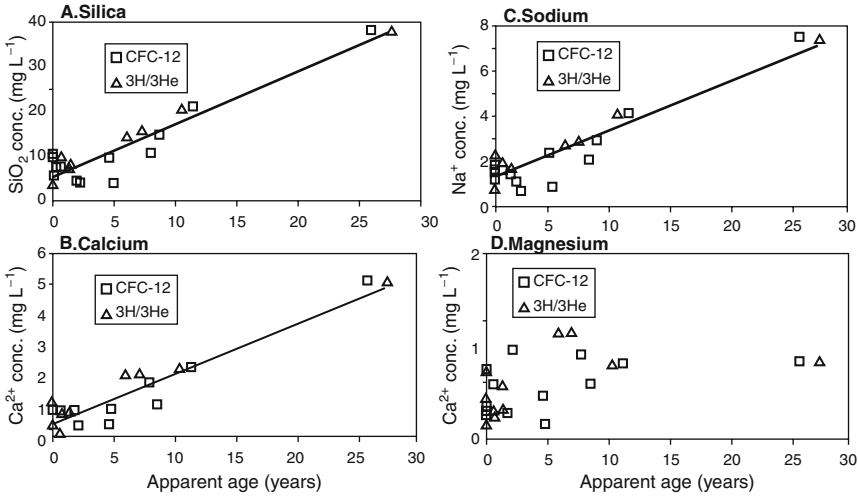 A.Silica
SiO₂ conc. (mg L⁻¹)
40
30
20
10
0
CFC-12
3H/3He
0 5 10 15 20 25 30
C.Sodium
Na⁺ conc. (mg L⁻¹)
8
6
4
2
0
CFC-12
3H/3He
0 5 10 15 20 25 30
B.Calcium
Ca²⁺ conc. (mg L⁻¹)
6
5
4
3
2
1
0
CFC-12
3H/3He
0 5 10 15 20 25 30
Apparent age (years)
D.Magnesium
Ca²⁺ conc. (mg L⁻¹)
2
1
0
CFC-12
3H/3He
0 5 10 15 20 25 30
Apparent age (years)